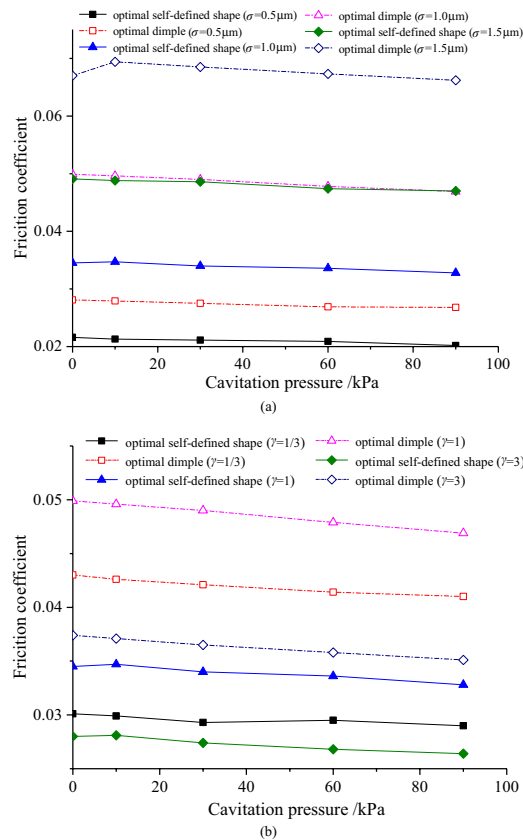 optimal self-defined shape (σ=0.5μm)
optimal dimple (σ=0.5μm)
optimal self-defined shape (σ=1.0μm)
optimal dimple (σ=1.0μm)
optimal self-defined shape (σ=1.5μm)
optimal dimple (σ=1.5μm)
0.06
0.04
0.02
Fricition coefficient
0 20 40 60 80 100
Cavitation pressure /kPa
(a)
optimal self-defined shape (γ=1/3)
optimal dimple (γ=1/3)
optimal self-defined shape (γ=1)
optimal dimple (γ=1)
optimal self-defined shape (γ=3)
optimal dimple (γ=3)
0.05
0.04
0.03
Fricition coefficient
0 20 40 60 80 100
Cavitation pressure /kPa
(b)